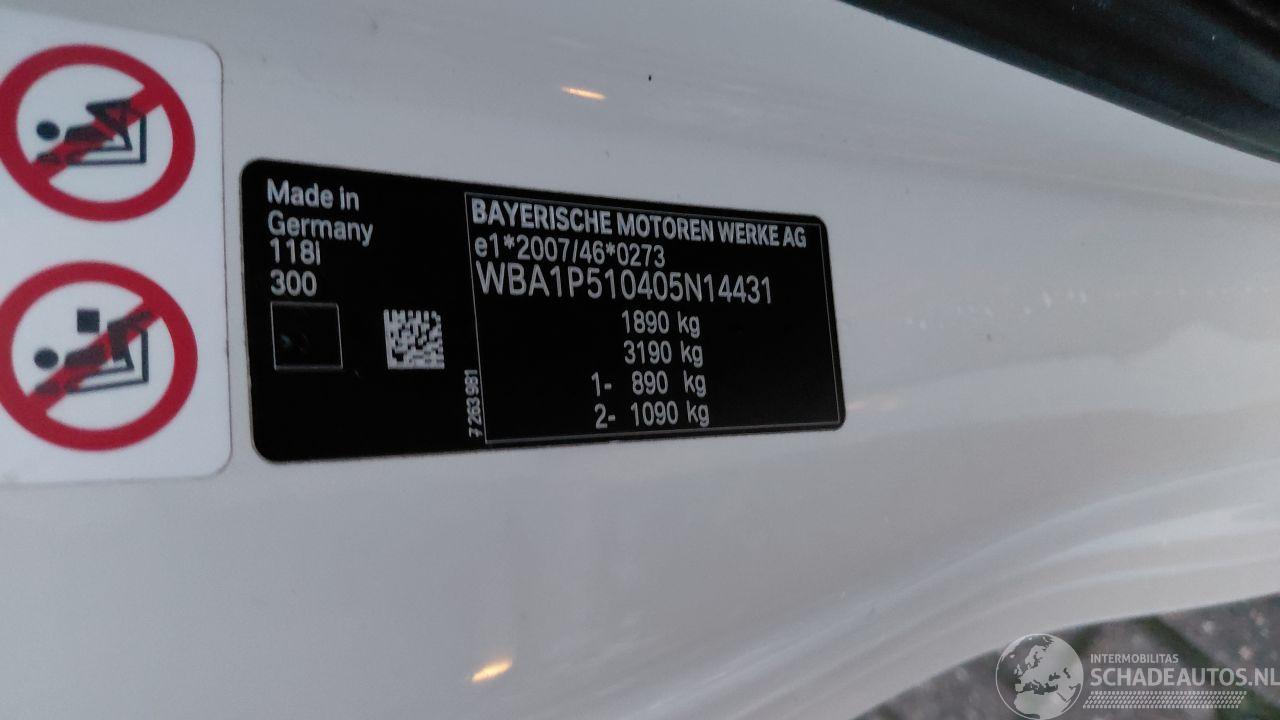 Made in
Germany
118i
300
BAYERISCHE MOTOREN WERKE AG
e1*2007/46*0273
WBA1P510405N14431
1890 kg
3190 kg
1- 890 kg
2- 1090 kg
7 263 981
INTERMOBILITAS
SCHADEAUTOS.NL